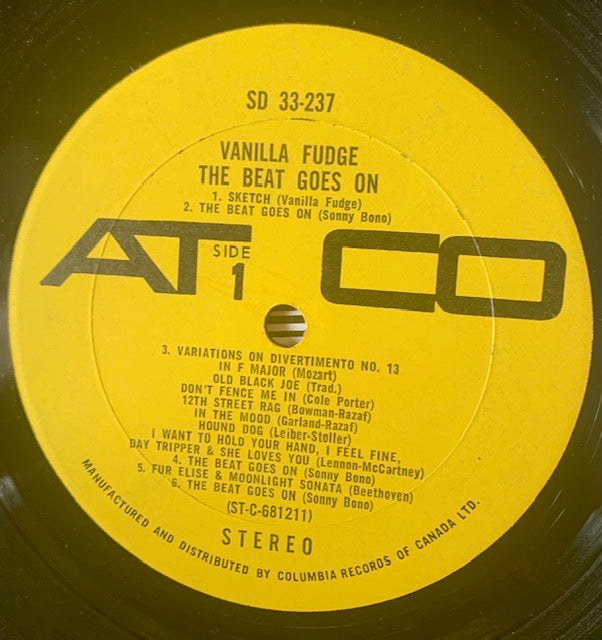 SD 33-237
VANILLA FUDGE
THE BEAT GOES ON
1. SKETCH (Vanilla Fudge)
2. THE BEAT GOES ON (Sonny Bono)
ATCO
SIDE
1
3. VARIATIONS ON DIVERTIMENTO NO. 13
IN F MAJOR (Mozart)
OLD BLACK JOE (Trad.)
DON'T FENCE ME IN (Cole Porter)
12TH STREET RAG (Bowman-Razaf)
IN THE MOOD (Garland-Razaf)
HOUND DOG (Leiber-Stoller)
I WANT TO HOLD YOUR HAND, I FEEL FINE,
DAY TRIPPER & SHE LOVES YOU (Lennon-McCartney)
4. THE BEAT GOES ON (Sonny Bono)
5. FUR ELISE & MOONLIGHT SONATA (Beethoven)
6. THE BEAT GOES ON (Sonny Bono)
(ST-C-681211)
STEREO
MANUFACTURED AND DISTRIBUTED BY COLUMBIA RECORDS OF CANADA LTD.